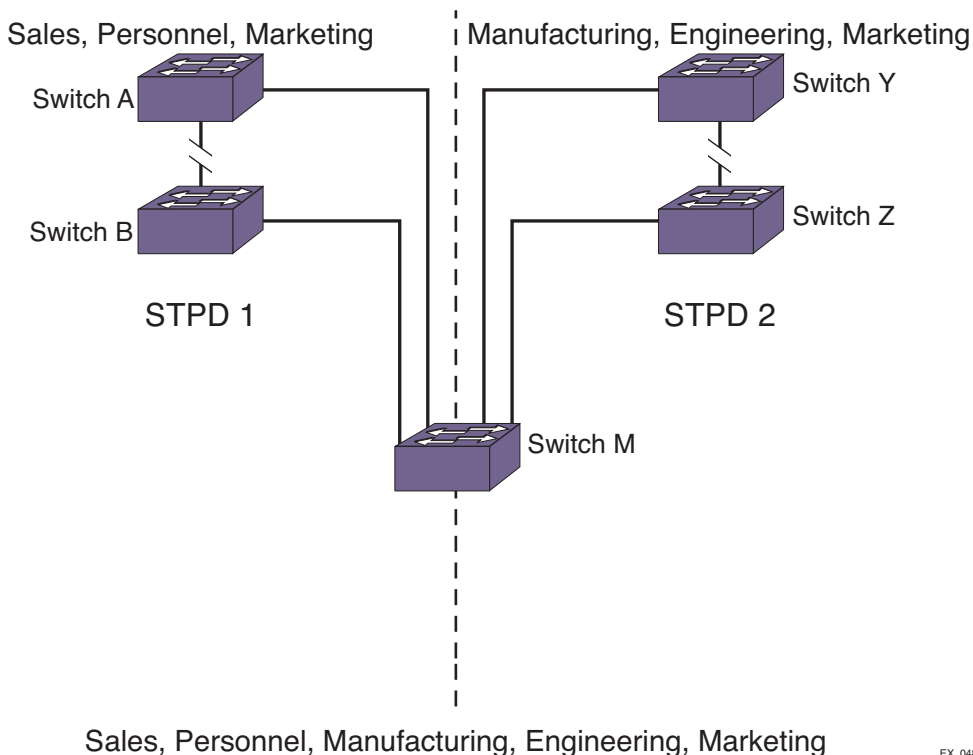 Sales, Personnel, Marketing
Manufacturing, Engineering, Marketing
Switch A
Switch Y
Switch B
Switch Z
STPD 1
STPD 2
Switch M
Sales, Personnel, Manufacturing, Engineering, Marketing